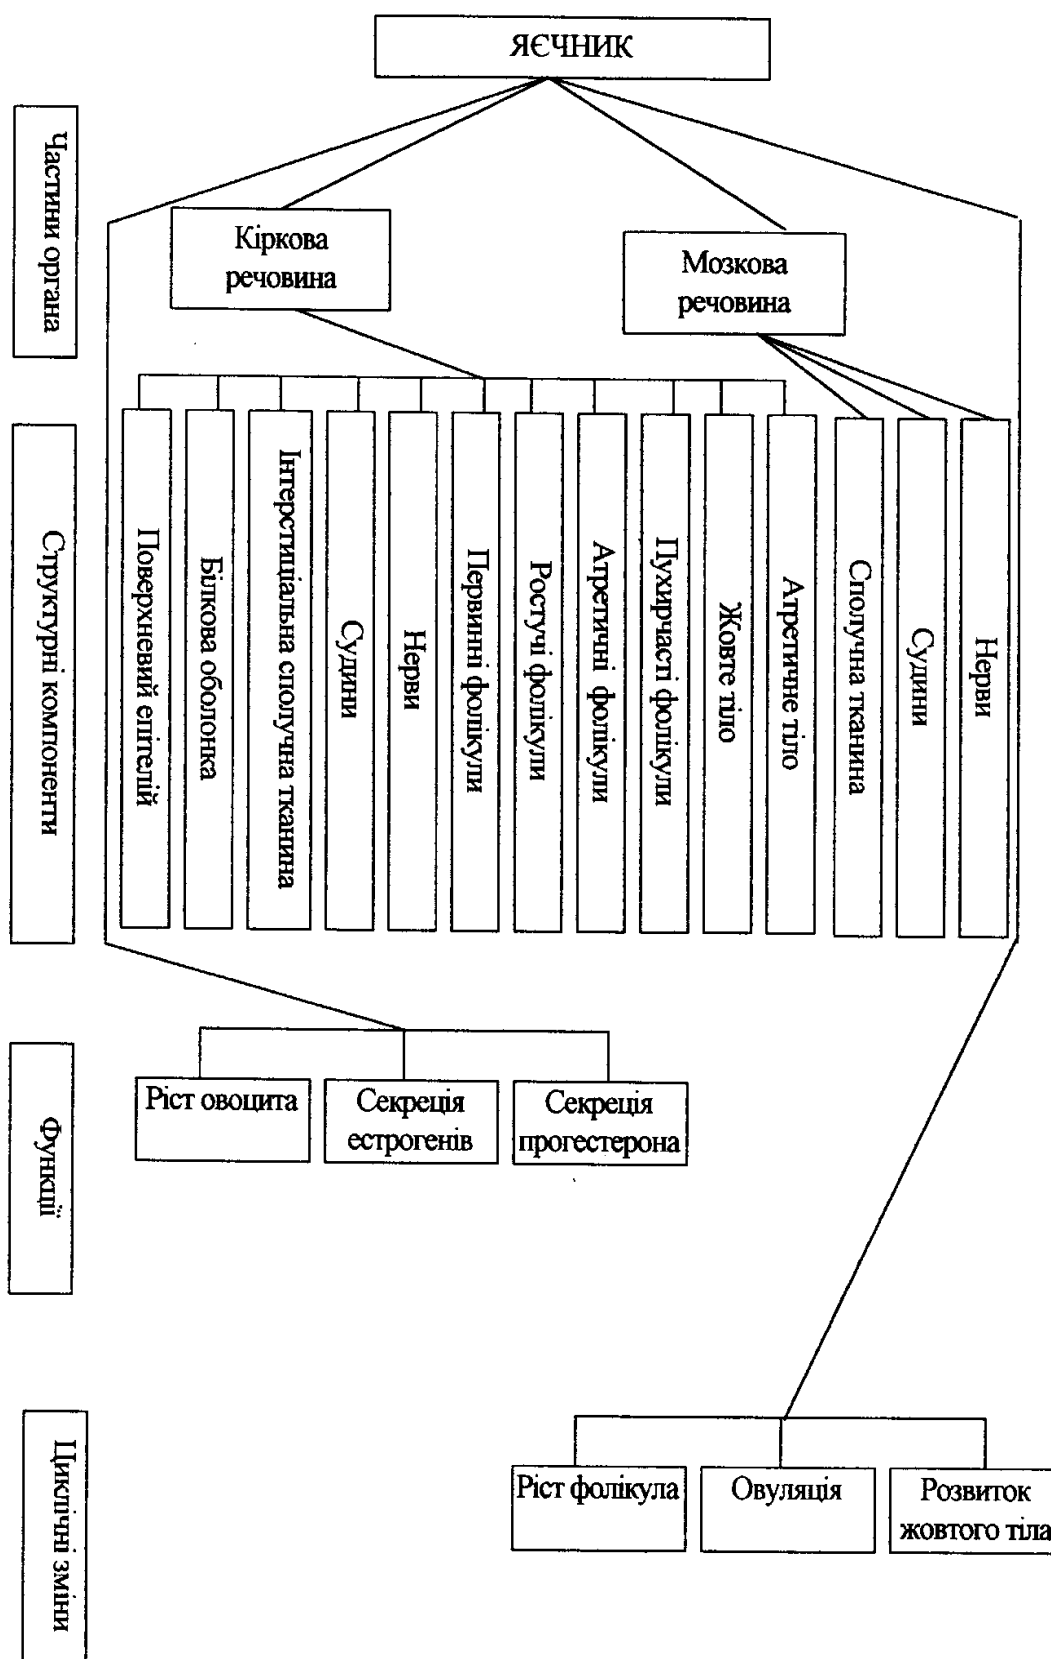 ЯЄЧНИК
Частини органа
Кіркова
речовина
Мозкова
речовина
Структурні компоненти
Поверхневий епітелій
Білкова оболонка
Інтерстиціальна сполучна тканина
Судини
Нерви
Первинні фолікули
Ростучі фолікули
Атретичні фолікули
Пухирчасті фолікули
Жовте тіло
Атретичне тіло
Сполучна тканина
Судини
Нерви
Функції
Ріст овоцита
Секреція
естрогенів
Секреція
прогестерона
Циклічні зміни
Ріст фолікула
Овуляція
Розвиток
жовтого тіла